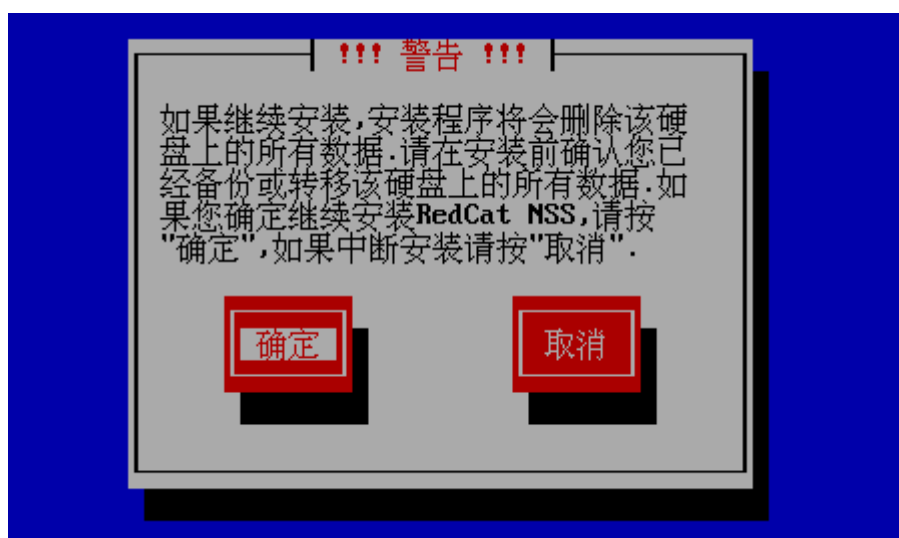 !!! 警告 !!!
如果继续安装,安装程序将会删除该硬
盘上的所有数据.请在安装前确认您已
经备份或转移该硬盘上的所有数据.如
果您确定继续安装RedCat NSS,请按
"确定",如果中断安装请按"取消".
确定
取消